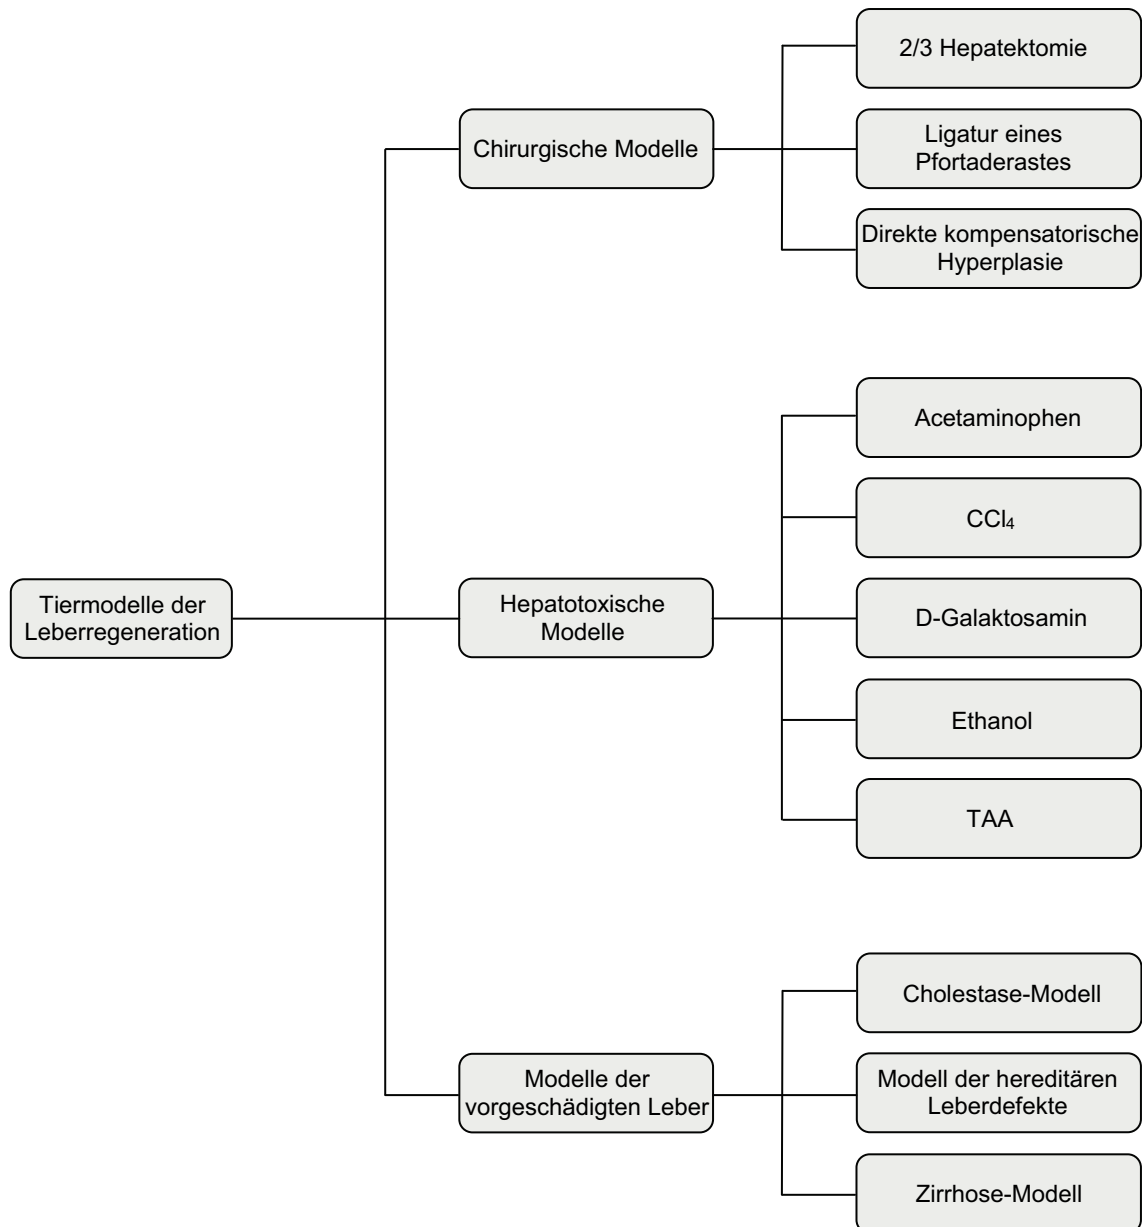 2/3 Hepatektomie
Chirurgische Modelle
Ligatur eines
Pfortaderastes
Direkte kompensatorische
Hyperplasie
Acetaminophen
CCl₄
Tiermodelle der
Leberregeneration
Hepatotoxische
Modelle
D-Galaktosamin
Ethanol
TAA
Cholestase-Modell
Modelle der
vorgeschädigten Leber
Modell der hereditären
Leberdefekte
Zirrhose-Modell